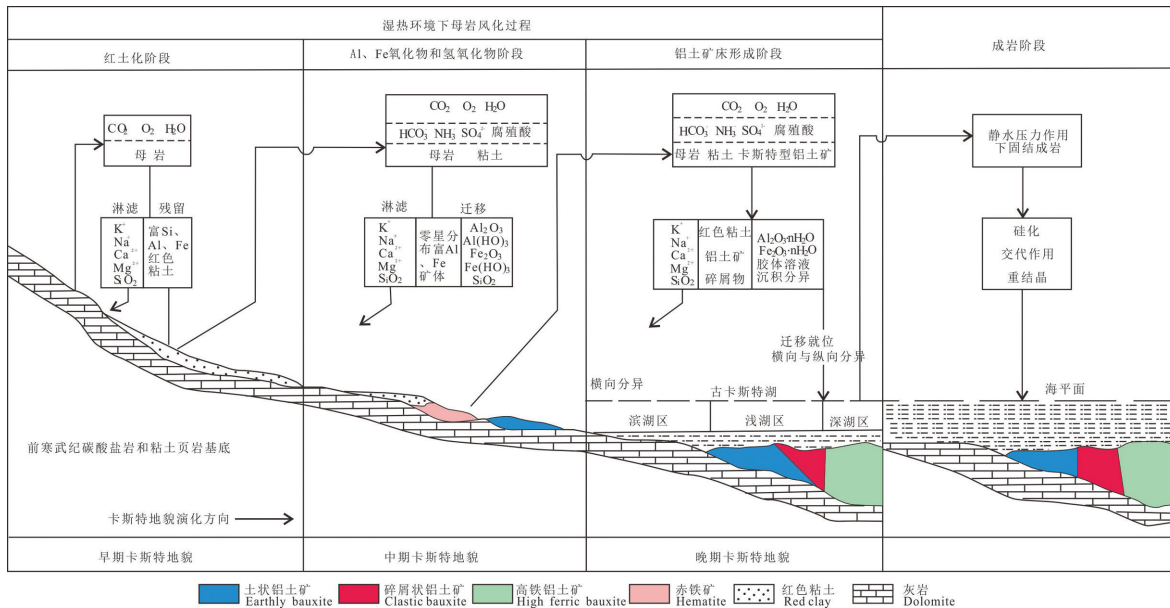 湿热环境下母岩风化过程
成岩阶段
红土化阶段
Al、Fe氧化物和氢氧化物阶段
铝土矿床形成阶段
CO₂ O₂ H₂O
母岩
淋滤 残留
K⁺
Na⁺
Ca²⁺
Mg²⁺
SiO₂
富Si、
Al、Fe
红色
粘土
CO₂ O₂ H₂O
HCO₃ NH₃ SO₄²⁻ 腐殖酸
母岩 粘土
淋滤 迁移
K⁺
Na⁺
Ca²⁺
Mg²⁺
SiO₂
零星分
布富Al
、Fe
矿体
Al₂O₃
Al(HO)₃
Fe₂O₃
Fe(HO)₃
SiO₂
CO₂ O₂ H₂O
HCO₃ NH₃ SO₄²⁻ 腐殖酸
母岩 粘土 卡斯特型铝土矿
K⁺
Na⁺
Ca²⁺
Mg²⁺
SiO₂
红色粘土
铝土矿
碎屑物
Al₂O₃·nH₂O
Fe₂O₃·nH₂O
胶体溶液
沉积分异
迁移就位
横向与纵向分异
静水压力作用
下固结成岩
硅化
交代作用
重结晶
横向分异
古卡斯特湖
海平面
滨湖区
浅湖区
深湖区
前寒武纪碳酸盐岩和粘土页岩基底
卡斯特地貌演化方向
早期卡斯特地貌
中期卡斯特地貌
晚期卡斯特地貌
土状铝土矿
Earthly bauxite
碎屑状铝土矿
Clastic bauxite
高铁铝土矿
High ferric bauxite
赤铁矿
Hematite
红色粘土
Red clay
灰岩
Dolomite